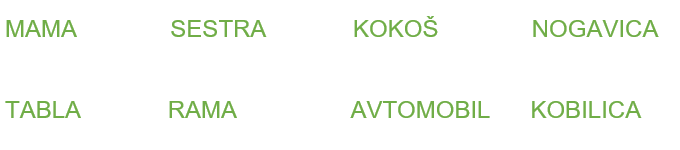 MAMA SESTRA KOKOŠ NOGAVICA
TABLA RAMA AVTOMOBIL KOBILICA